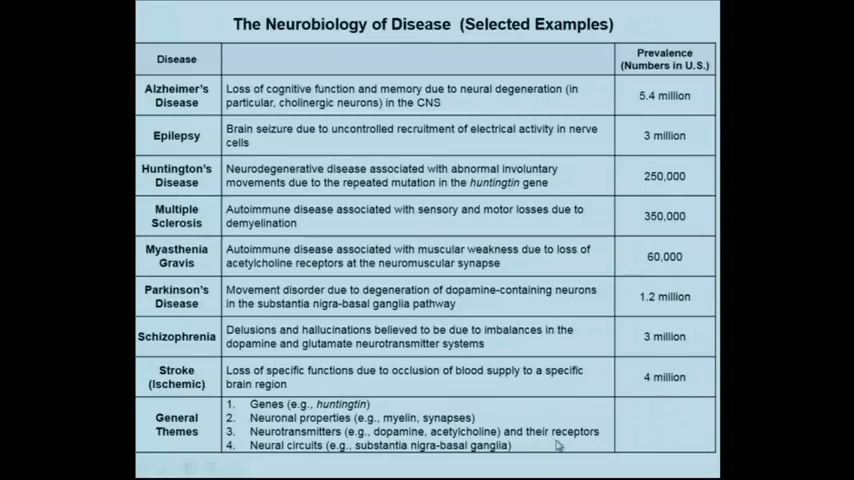 The Neurobiology of Disease (Selected Examples)
Disease
Prevalence
(Numbers in U.S.)
Alzheimer's
Disease
Loss of cognitive function and memory due to neural degeneration (in
particular, cholinergic neurons) in the CNS
5.4 million
Epilepsy
Brain seizure due to uncontrolled recruitment of electrical activity in nerve
cells
3 million
Huntington's
Disease
Neurodegenerative disease associated with abnormal involuntary
movements due to the repeated mutation in the huntingtin gene
250,000
Multiple
Sclerosis
Autoimmune disease associated with sensory and motor losses due to
demyelination
350,000
Myasthenia
Gravis
Autoimmune disease associated with muscular weakness due to loss of
acetylcholine receptors at the neuromuscular synapse
60,000
Parkinson's
Disease
Movement disorder due to degeneration of dopamine-containing neurons
in the substantia nigra-basal ganglia pathway
1.2 million
Schizophrenia
Delusions and hallucinations believed to be due to imbalances in the
dopamine and glutamate neurotransmitter systems
3 million
Stroke
(Ischemic)
Loss of specific functions due to occlusion of blood supply to a specific
brain region
4 million
General
Themes
1. Genes (e.g., huntingtin)
2. Neuronal properties (e.g., myelin, synapses)
3. Neurotransmitters (e.g., dopamine, acetylcholine) and their receptors
4. Neural circuits (e.g., substantia nigra-basal ganglia)